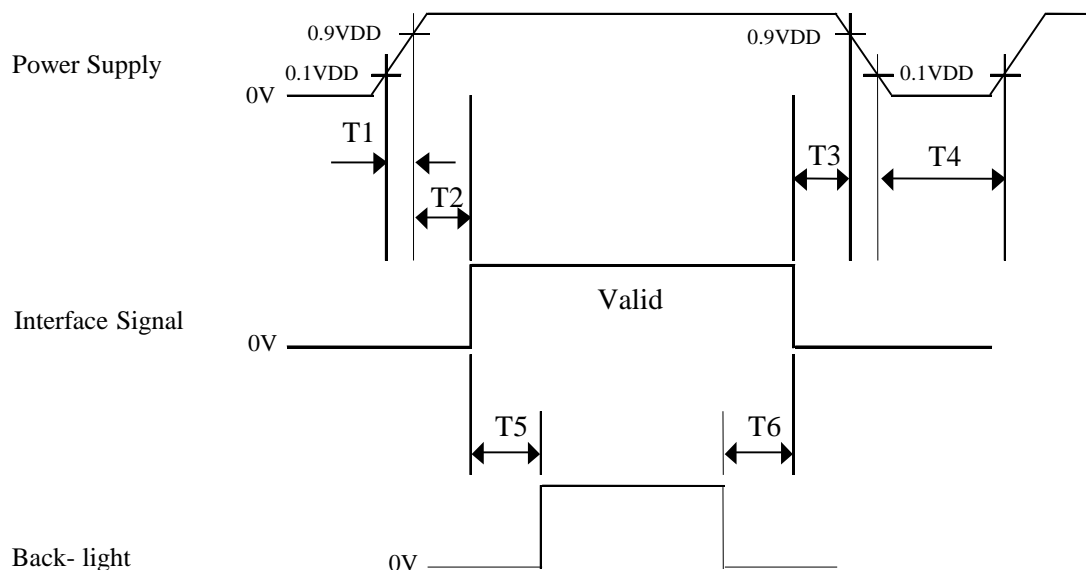 0.9VDD
0.9VDD
Power Supply
0.1VDD
0.1VDD
0V
T1
T3
T4
T2
Valid
Interface Signal
0V
T5
T6
Back- light
0V